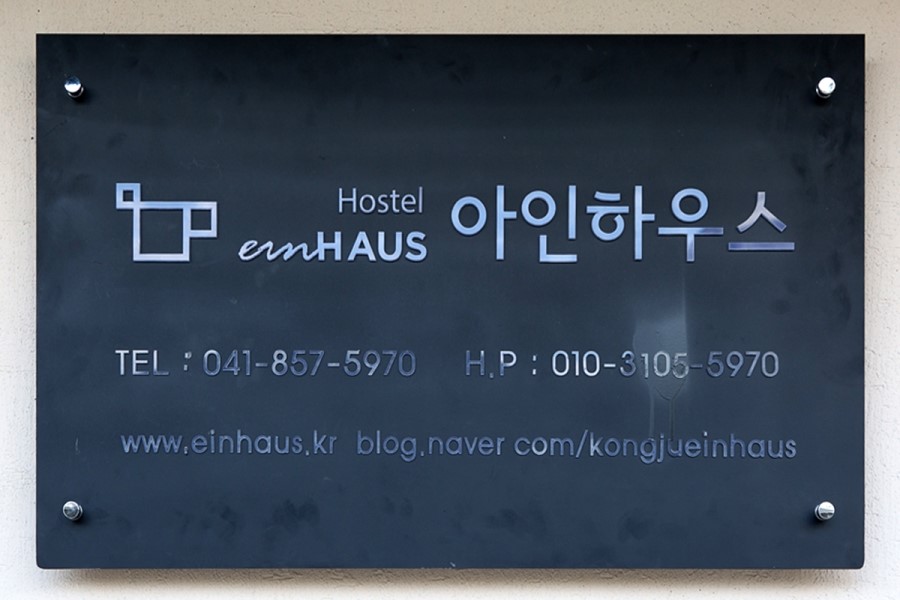 Hostel
einHAUS 아인하우스
TEL : 041-857-5970 H.P : 010-3105-5970
www.einhaus.kr blog.naver com/kongjueinhaus